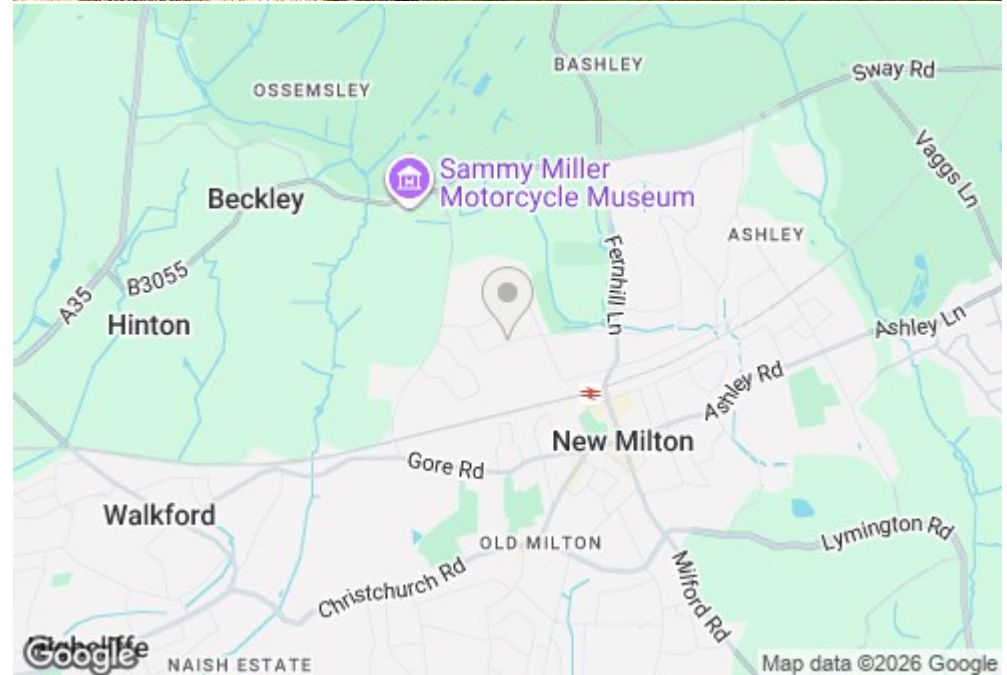 BASHLEY
Sway Rd
OSSEMSLEY
Vaggs Ln
Sammy Miller
Motorcycle Museum
Beckley
ASHLEY
Fernhill Ln
B3055
A35
Hinton
Ashley Ln
Ashley Rd
New Milton
Gore Rd
Walkford
Lymington Rd
OLD MILTON
Christchurch Rd
Milford Rd
Google
NAISH ESTATE
Map data ©2026 Google